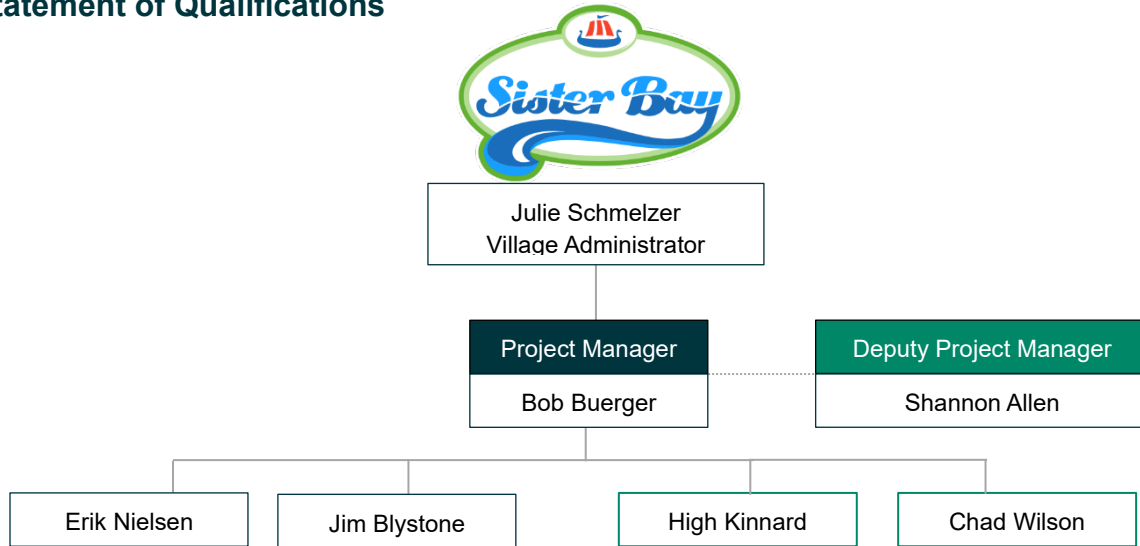 Statement of Qualifications
Sister Bay
Julie Schmelzer
Village Administrator
Project Manager
Deputy Project Manager
Bob Buerger
Shannon Allen
Erik Nielsen
Jim Blystone
High Kinnard
Chad Wilson